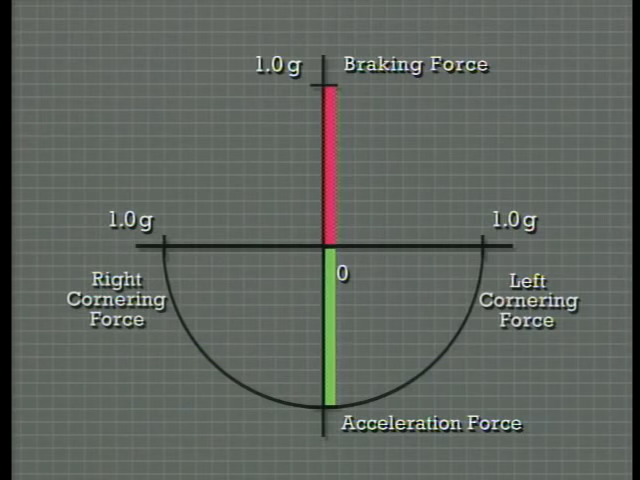 1.0 g
Braking Force
1.0 g
1.0 g
0
Right
Cornering
Force
Left
Cornering
Force
Acceleration Force